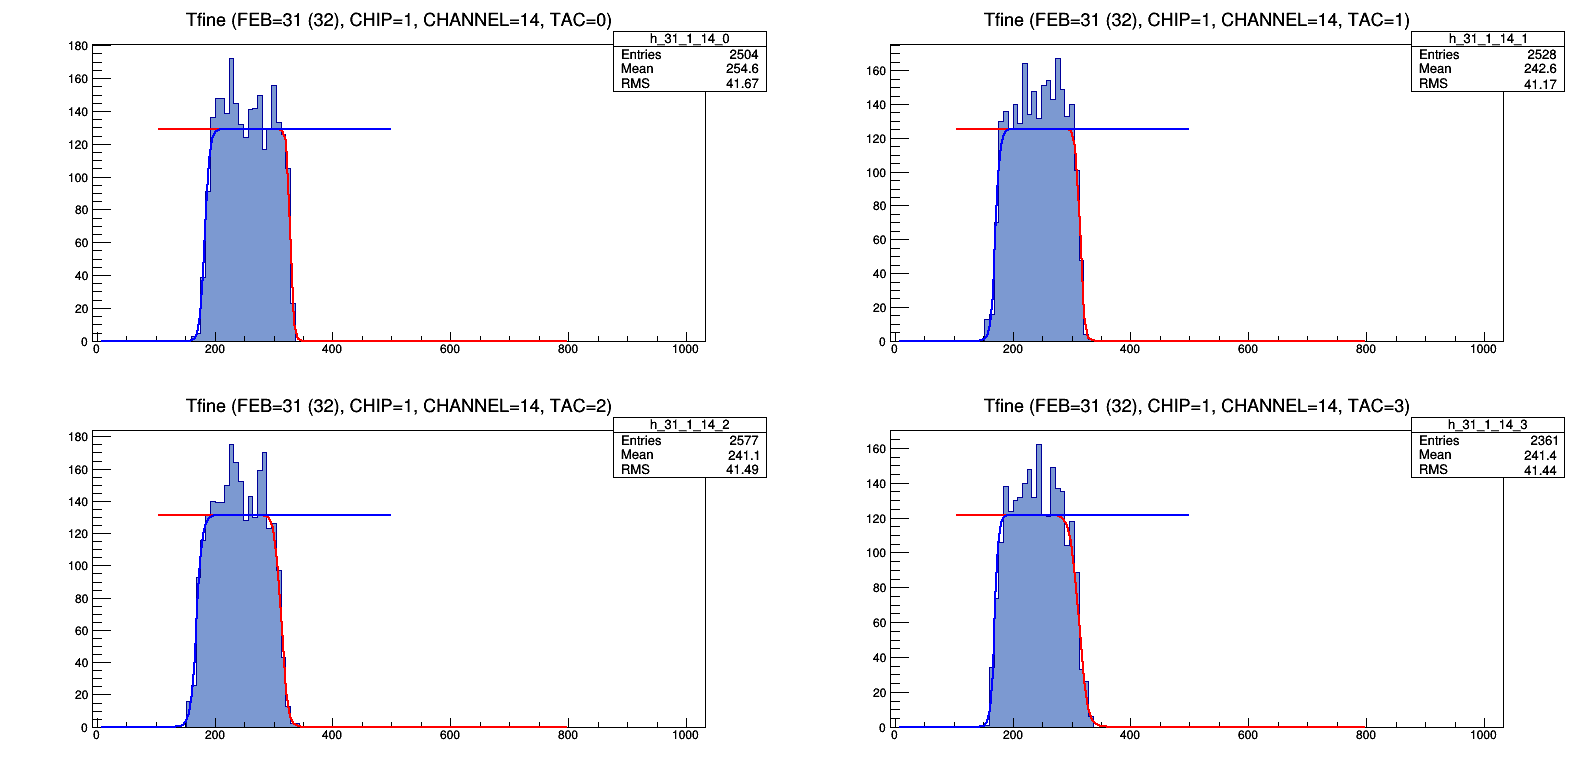 Tfine (FEB=31 (32), CHIP=1, CHANNEL=14, TAC=0)
h_31_1_14_0
Entries 2504
Mean 254.6
RMS 41.67
180
160
140
120
100
80
60
40
20
0
0 200 400 600 800 1000
Tfine (FEB=31 (32), CHIP=1, CHANNEL=14, TAC=1)
h_31_1_14_1
Entries 2528
Mean 242.6
RMS 41.17
160
140
120
100
80
60
40
20
0
0 200 400 600 800 1000
Tfine (FEB=31 (32), CHIP=1, CHANNEL=14, TAC=2)
h_31_1_14_2
Entries 2577
Mean 241.1
RMS 41.49
180
160
140
120
100
80
60
40
20
0
0 200 400 600 800 1000
Tfine (FEB=31 (32), CHIP=1, CHANNEL=14, TAC=3)
h_31_1_14_3
Entries 2361
Mean 241.4
RMS 41.44
160
140
120
100
80
60
40
20
0
0 200 400 600 800 1000